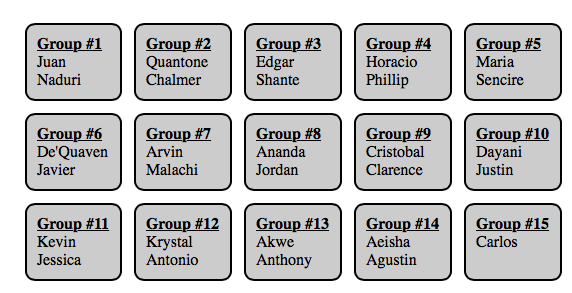 Group #1
Juan
Naduri
Group #2
Quantone
Chalmer
Group #3
Edgar
Shante
Group #4
Horacio
Phillip
Group #5
Maria
Sencire
Group #6
De'Quaven
Javier
Group #7
Arvin
Malachi
Group #8
Ananda
Jordan
Group #9
Cristobal
Clarence
Group #10
Dayani
Justin
Group #11
Kevin
Jessica
Group #12
Krystal
Antonio
Group #13
Akwe
Anthony
Group #14
Aeisha
Agustin
Group #15
Carlos